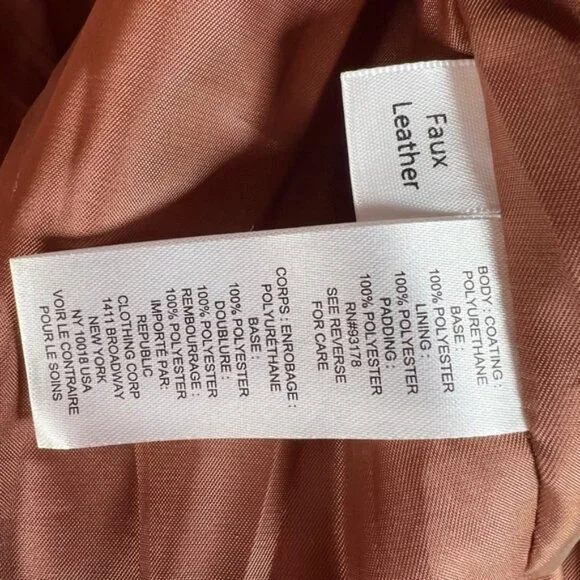 Faux
Leather
BODY : COATING :
POLYURETHANE
BASE :
100% POLYESTER
LINING :
100% POLYESTER
PADDING :
100% POLYESTER
RN#93178
SEE REVERSE
FOR CARE
CORPS : ENROBAGE :
POLYURÉTHANE
BASE :
100% POLYESTER
DOUBLVRE :
100% POLYESTER
REMBOURRAGE :
100% POLYESTER
IMPORTÉ PAR:
REPUBLIC
CLOTHING CORP
1411 BROADWAY
NEW YORK
NY 10018 USA
VOIR LE CONTRAIRE
POUR LE SOINS